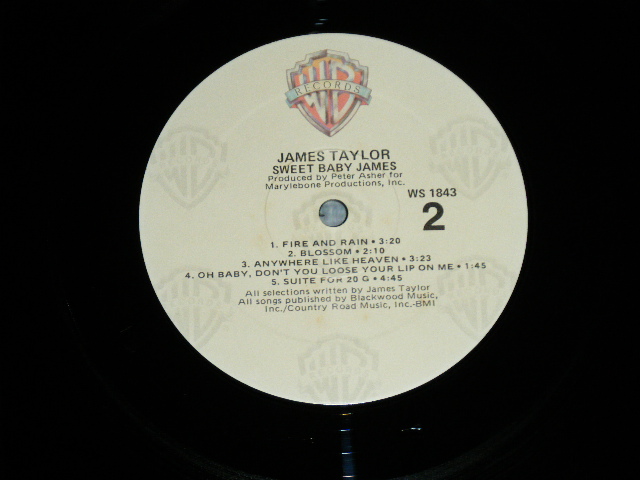 WB
RECORDS
JAMES TAYLOR
SWEET BABY JAMES
Produced by Peter Asher for
Marylebone Productions, Inc.
WS 1843
2
1. FIRE AND RAIN • 3:20
2. BLOSSOM • 2:10
3. ANYWHERE LIKE HEAVEN • 3:23
4. OH BABY, DON'T YOU LOOSE YOUR LIP ON ME • 1:45
5. SUITE FOR 20 G • 4:45
All selections written by James Taylor
All songs published by Blackwood Music,
Inc./Country Road Music, Inc.-BMI